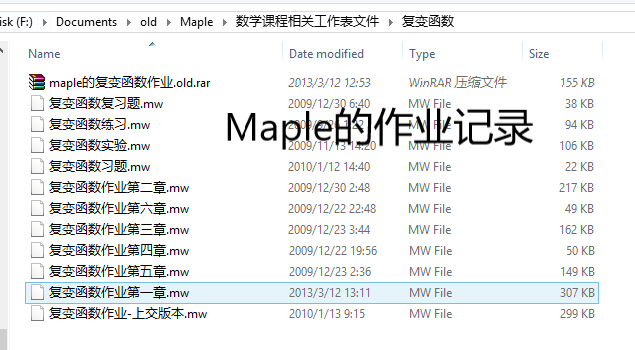 isk (F:) Documents old Maple 数学课程相关工作表文件 复变函数
Name Date modified Type Size
maple的复变函数作业.old.rar 2013/3/12 12:53 WinRAR 压缩文件 155 KB
复变函数复习题.mw 2009/12/30 6:40 MW File 38 KB
复变函数练习.mw MW File 94 KB
Maple的作业记录
复变函数实验.mw 2009/11/13 14:20 MW File 106 KB
复变函数习题.mw 2010/1/12 14:40 MW File 22 KB
复变函数作业第二章.mw 2009/12/30 2:48 MW File 217 KB
复变函数作业第六章.mw 2009/12/22 22:48 MW File 49 KB
复变函数作业第三章.mw 2009/12/23 3:44 MW File 162 KB
复变函数作业第四章.mw 2009/12/22 19:56 MW File 50 KB
复变函数作业第五章.mw 2009/12/23 2:36 MW File 149 KB
复变函数作业第一章.mw 2013/3/12 13:11 MW File 307 KB
复变函数作业-上交版本.mw 2010/1/13 9:15 MW File 299 KB